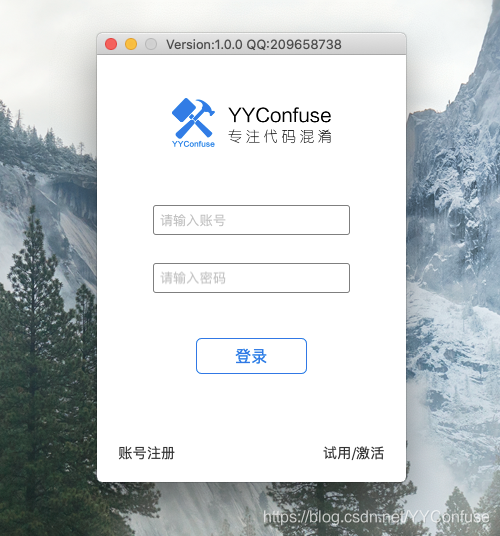 Version:1.0.0 QQ:209658738
YYConfuse
专注代码混淆
YYConfuse
请输入账号
请输入密码
登录
账号注册
试用/激活
https://blog.csdn.net/YYConfuse